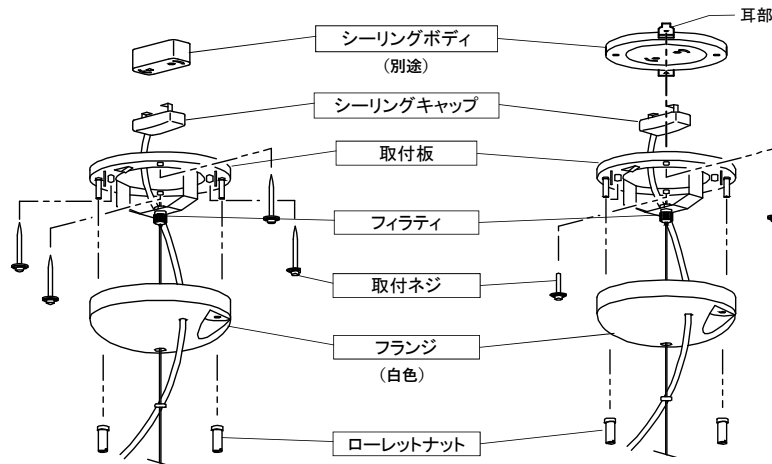 耳部
シーリングボディ
(別途)
シーリングキャップ
取付板
フィラティ
取付ネジ
フランジ
(白色)
ローレットナット